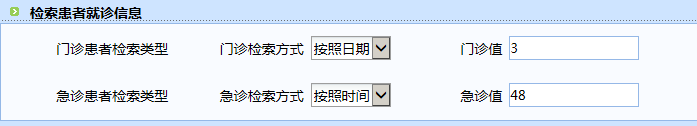 检索患者就诊信息
门诊患者检索类型 门诊检索方式 按照日期 门诊值 3
急诊患者检索类型 急诊检索方式 按照时间 急诊值 48